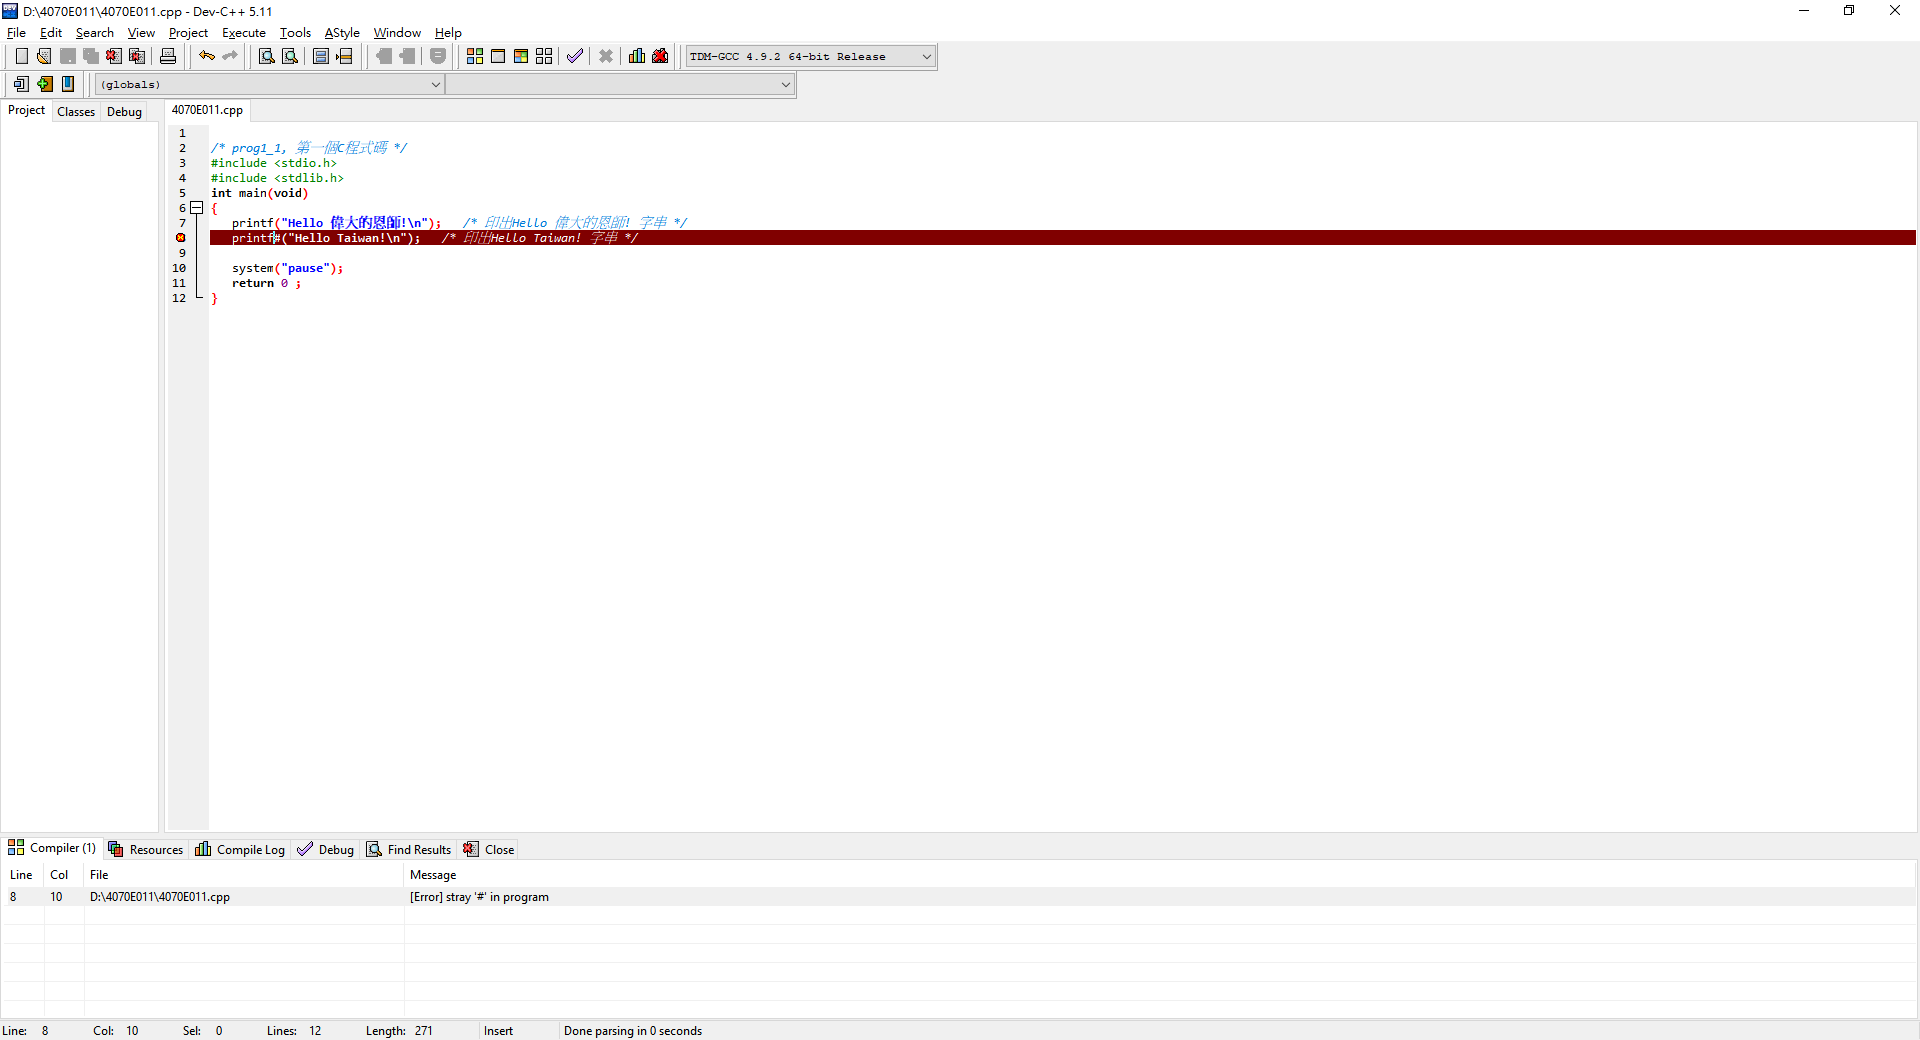 D:\4070E011\4070E011.cpp - Dev-C++ 5.11
File Edit Search View Project Execute Tools AStyle Window Help
TDM-GCC 4.9.2 64-bit Release
(globals)
Project Classes Debug
4070E011.cpp
1
2 /* prog1_1, 第一個C程式碼 */
3 #include <stdio.h>
4 #include <stdlib.h>
5 int main(void)
6 {
7 printf("Hello 偉大的恩師!\n"); /* 印出Hello 偉大的恩師! 字串 */
printf#("Hello Taiwan!\n"); /* 印出Hello Taiwan! 字串 */
9
10 system("pause");
11 return 0 ;
12 }
Compiler (1) Resources Compile Log Debug Find Results Close
Line Col File Message
8 10 D:\4070E011\4070E011.cpp [Error] stray '#' in program
Line: 8 Col: 10 Sel: 0 Lines: 12 Length: 271 Insert Done parsing in 0 seconds